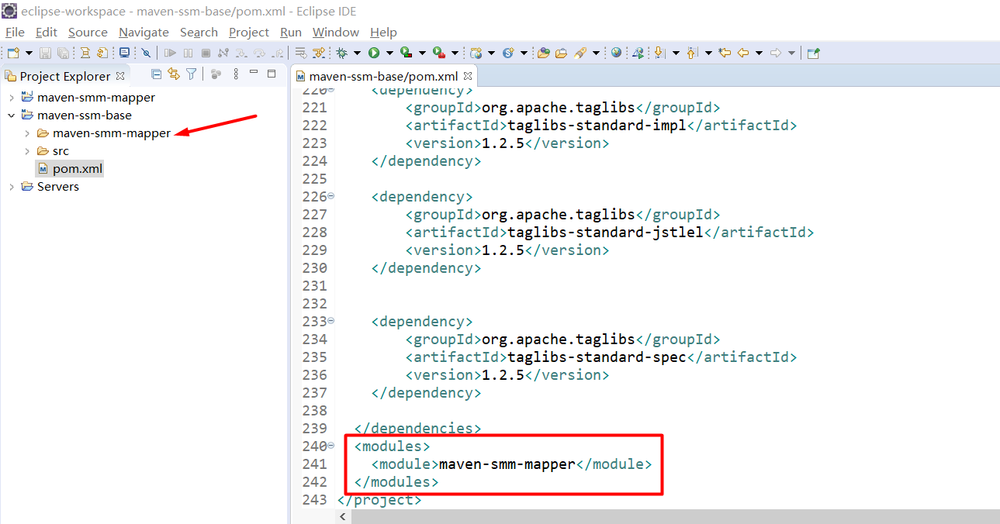 eclipse-workspace - maven-ssm-base/pom.xml - Eclipse IDE
File Edit Source Navigate Search Project Run Window Help
Project Explorer
maven-smm-mapper
maven-ssm-base
maven-smm-mapper
src
pom.xml
Servers
maven-ssm-base/pom.xml
220 <dependency>
221 <groupId>org.apache.taglibs</groupId>
222 <artifactId>taglibs-standard-impl</artifactId>
223 <version>1.2.5</version>
224 </dependency>
225
226 <dependency>
227 <groupId>org.apache.taglibs</groupId>
228 <artifactId>taglibs-standard-jstlel</artifactId>
229 <version>1.2.5</version>
230 </dependency>
231
232
233 <dependency>
234 <groupId>org.apache.taglibs</groupId>
235 <artifactId>taglibs-standard-spec</artifactId>
236 <version>1.2.5</version>
237 </dependency>
238
239 </dependencies>
240 <modules>
241 <module>maven-smm-mapper</module>
242 </modules>
243 </project>